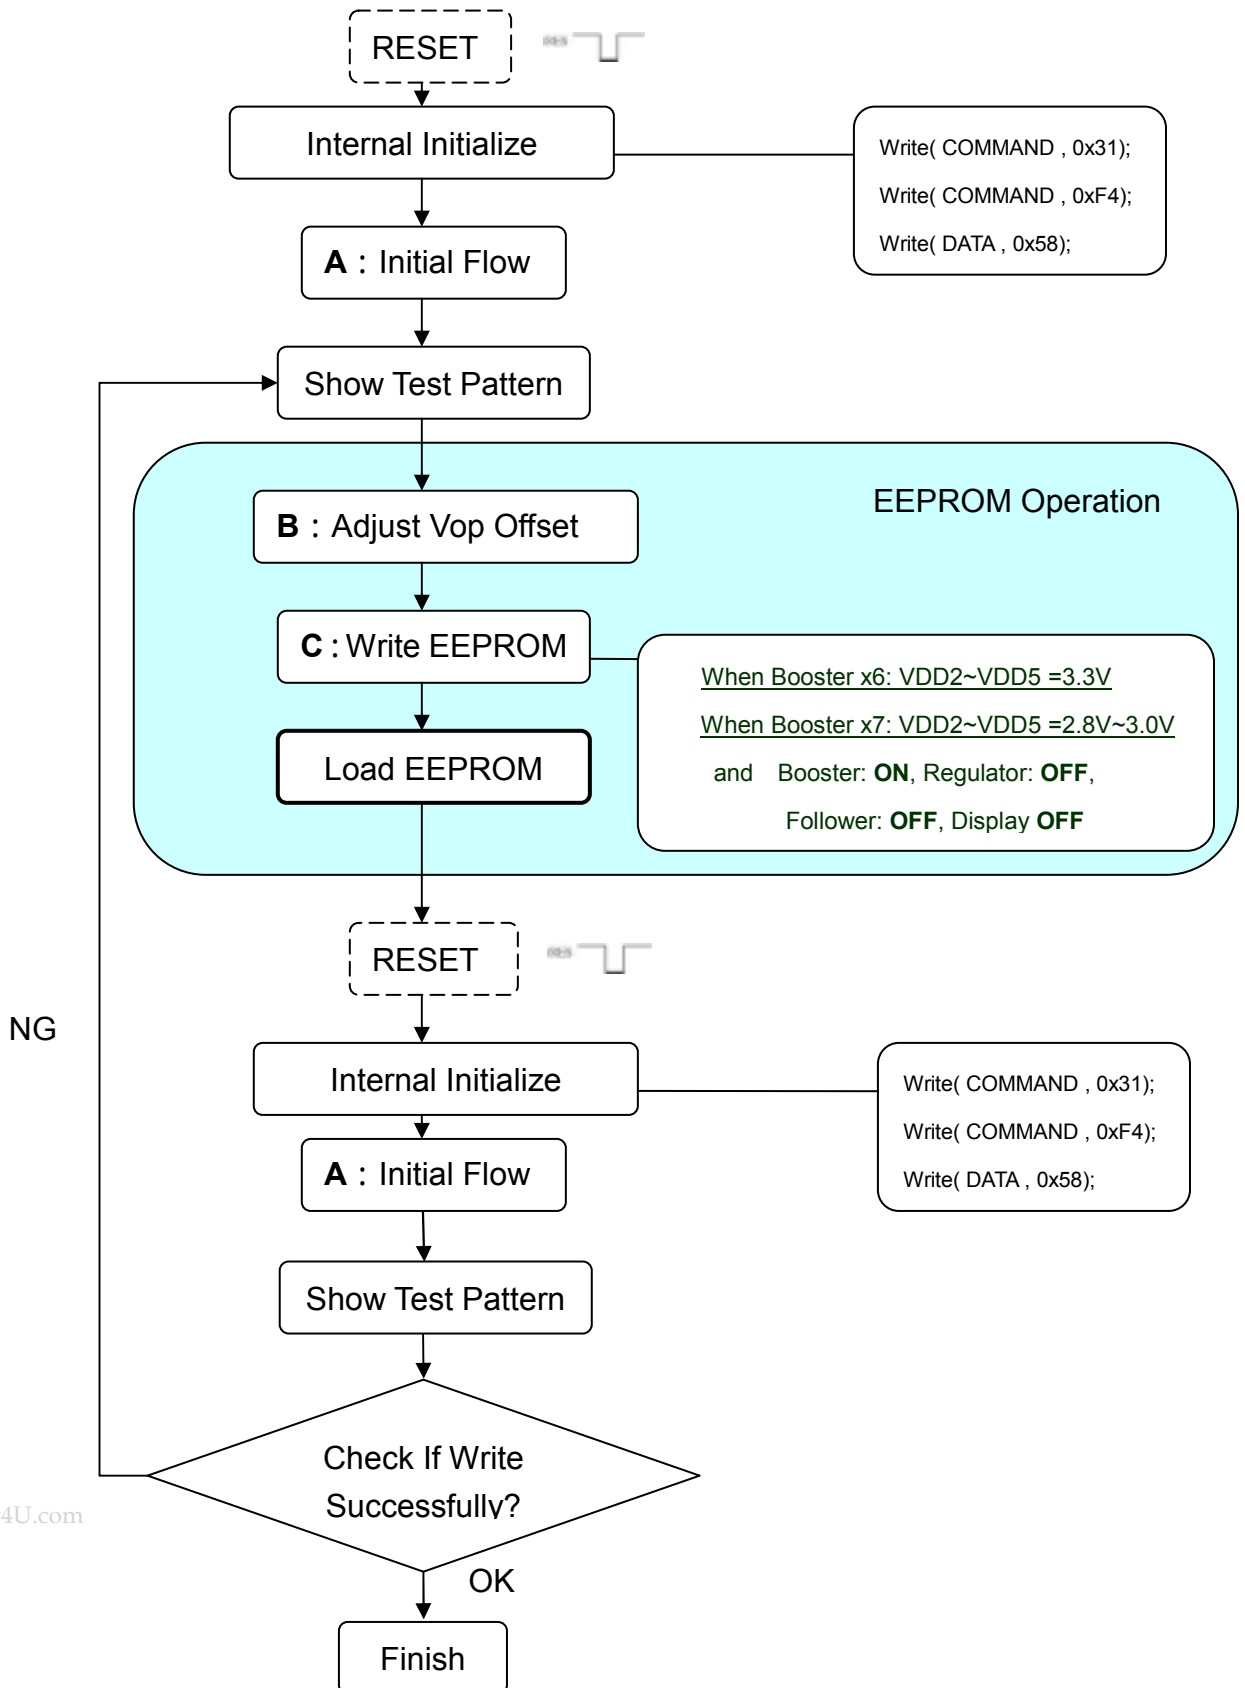 RESET
RES
Internal Initialize
Write( COMMAND , 0x31);
Write( COMMAND , 0xF4);
Write( DATA , 0x58);
A : Initial Flow
Show Test Pattern
EEPROM Operation
B : Adjust Vop Offset
C : Write EEPROM
When Booster x6: VDD2~VDD5 =3.3V
When Booster x7: VDD2~VDD5 =2.8V~3.0V
and Booster: ON, Regulator: OFF,
Follower: OFF, Display OFF
Load EEPROM
RESET
RES
NG
Internal Initialize
Write( COMMAND , 0x31);
Write( COMMAND , 0xF4);
Write( DATA , 0x58);
A : Initial Flow
Show Test Pattern
Check If Write
Successfully?
4U.com
OK
Finish